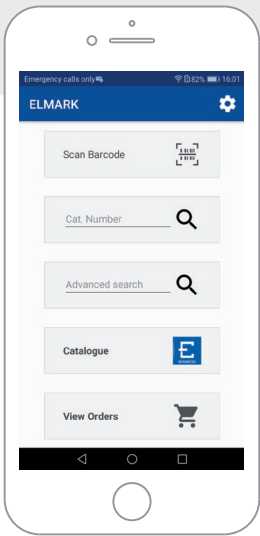 Emergency calls only 82% 16:01
ELMARK
Scan Barcode
Cat. Number
Advanced search
Catalogue
E
View Orders